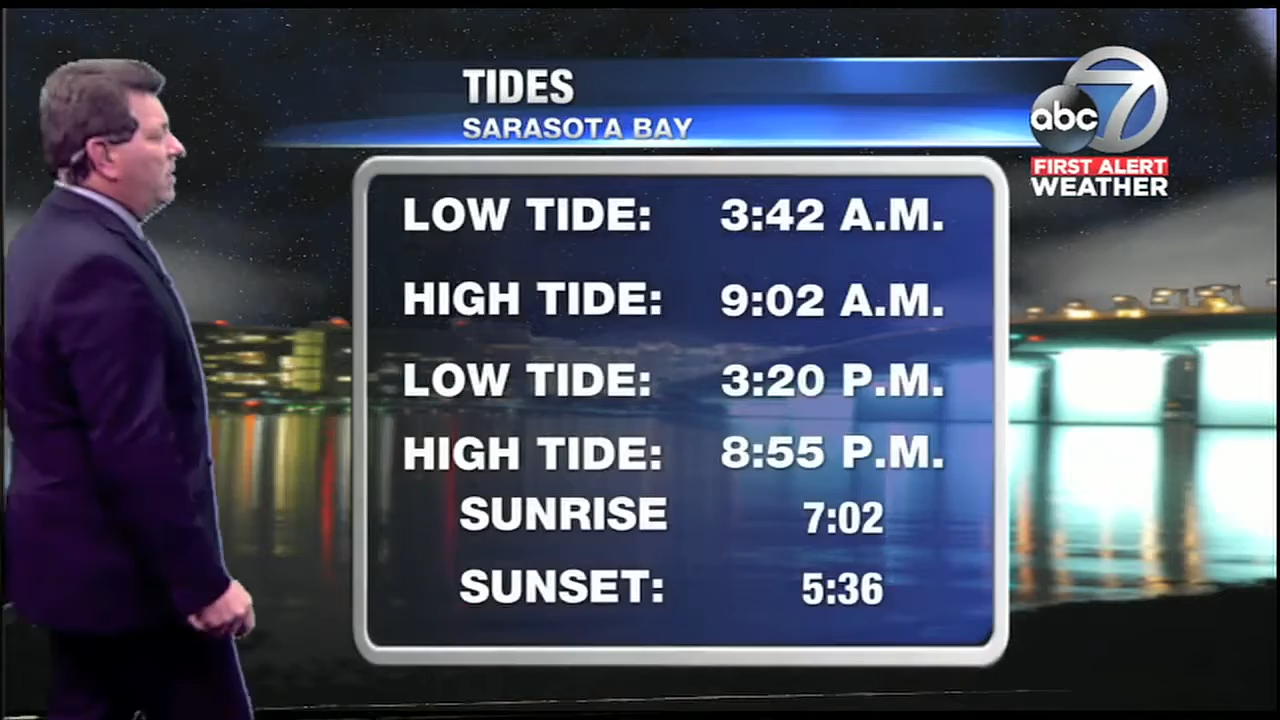 TIDES
SARASOTA BAY
abc 7
FIRST ALERT
WEATHER
LOW TIDE: 3:42 A.M.
HIGH TIDE: 9:02 A.M.
LOW TIDE: 3:20 P.M.
HIGH TIDE: 8:55 P.M.
SUNRISE 7:02
SUNSET: 5:36